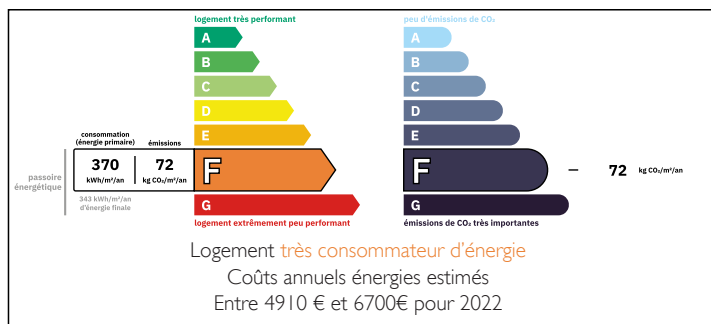 logement très performant
A
B
C
D
E
consommation
(énergie primaire)
émissions
370
kWh/m²/an
72
kg CO₂/m²/an
F
passoire
énergétique
343 kWh/m²/an
d'énergie finale
G
logement extrêmement peu performant
peu d'émissions de CO₂
A
B
C
D
E
F
72 kg CO₂/m²/an
G
émissions de CO₂ très importantes
Logement très consommateur d'énergie
Coûts annuels énergies estimés
Entre 4910 € et 6700€ pour 2022